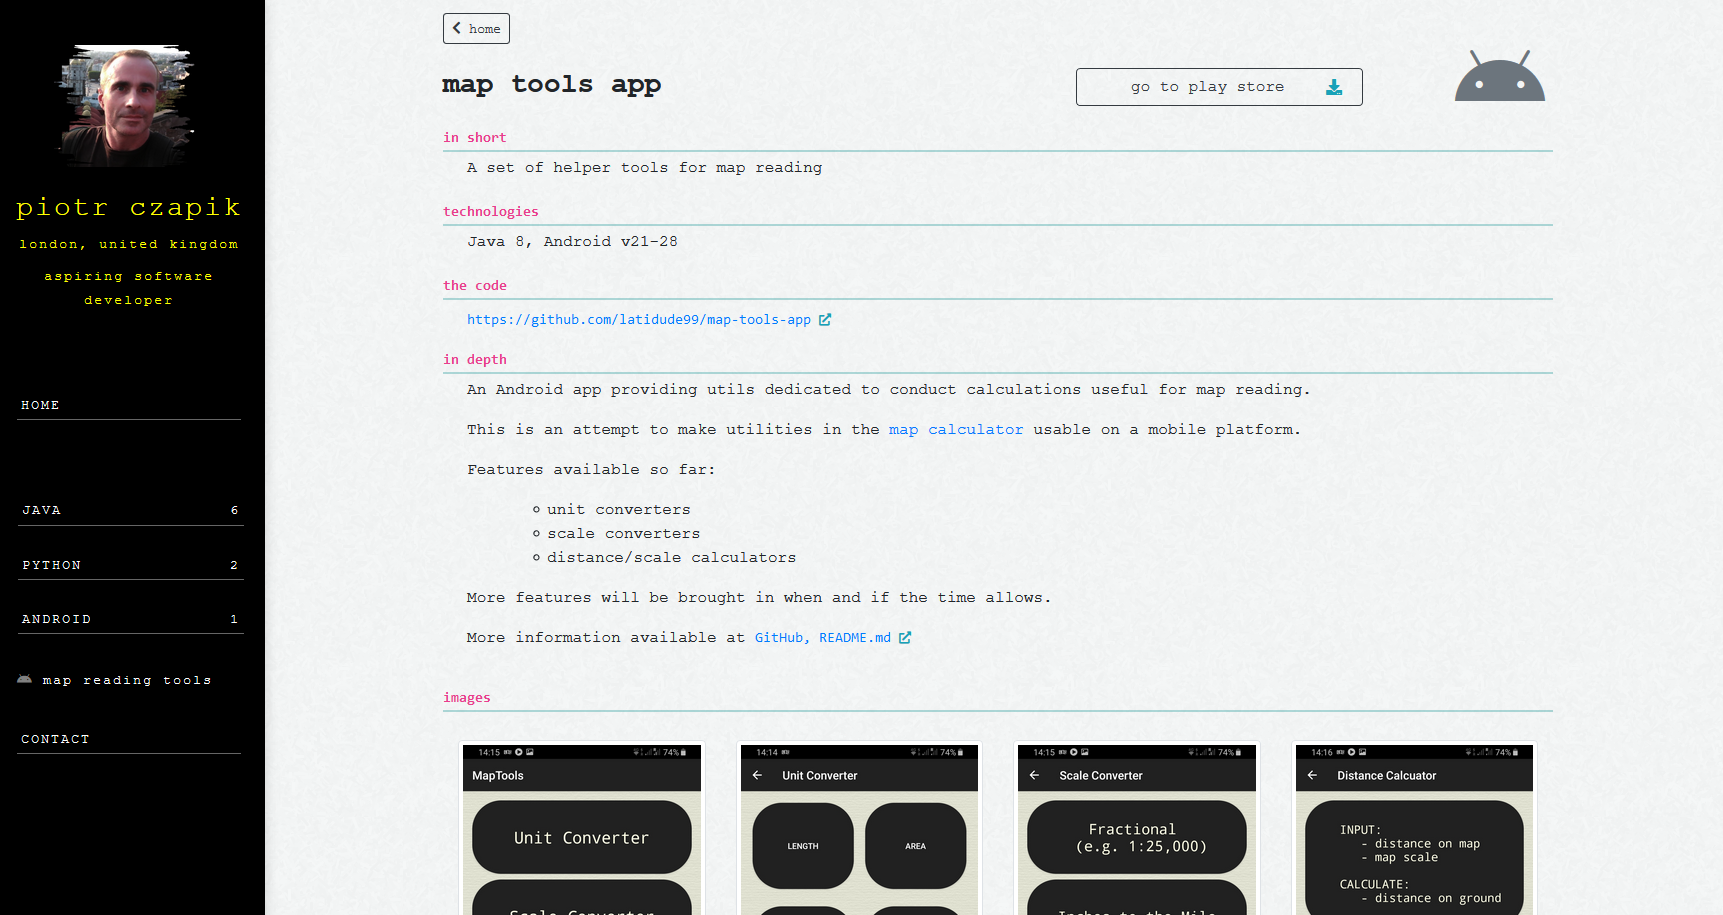 piotr czapik
london, united kingdom
aspiring software
developer
HOME
JAVA 6
PYTHON 2
ANDROID 1
map reading tools
CONTACT
home
map tools app
go to play store
in short
A set of helper tools for map reading
technologies
Java 8, Android v21-28
the code
https://github.com/latidude99/map-tools-app
in depth
An Android app providing utils dedicated to conduct calculations useful for map reading.
This is an attempt to make utilities in the map calculator usable on a mobile platform.
Features available so far:
unit converters
scale converters
distance/scale calculators
More features will be brought in when and if the time allows.
More information available at GitHub, README.md
images
14:15 74%
MapTools
Unit Converter
Scale Converter
14:14 74%
Unit Converter
LENGTH AREA
14:15 74%
Scale Converter
Fractional
(e.g. 1:25,000)
Inches to the Mile
14:16 74%
Distance Calcuator
INPUT:
- distance on map
- map scale
CALCULATE:
- distance on ground